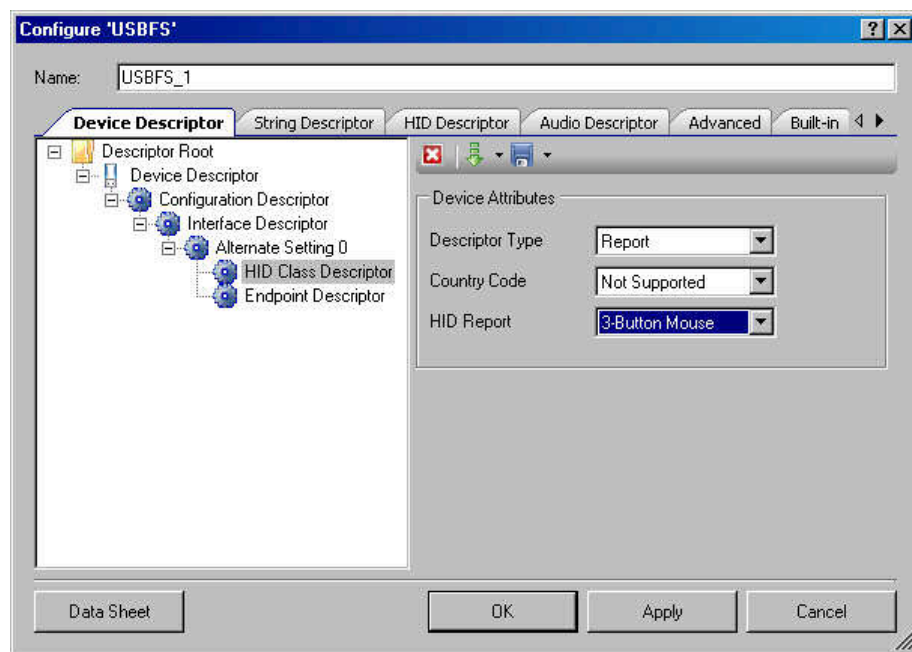 Configure 'USBFS'
Name: USBFS_1
Device Descriptor String Descriptor HID Descriptor Audio Descriptor Advanced Built-in
Descriptor Root
Device Descriptor
Configuration Descriptor
Interface Descriptor
Alternate Setting 0
HID Class Descriptor
Endpoint Descriptor
Device Attributes
Descriptor Type Report
Country Code Not Supported
HID Report 3-Button Mouse
Data Sheet OK Apply Cancel